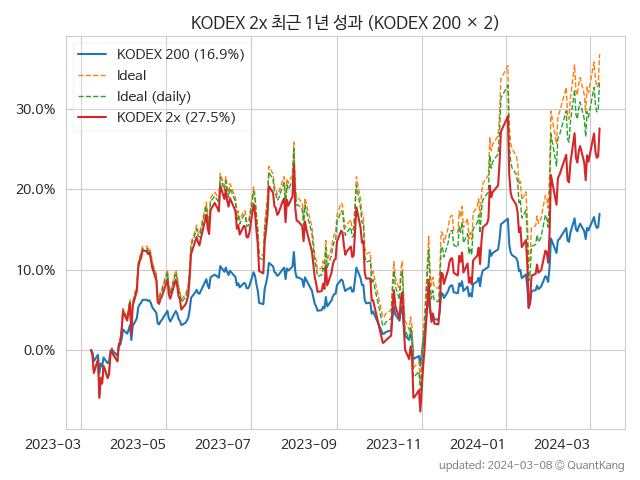 KODEX 2x 최근 1년 성과 (KODEX 200 × 2)
KODEX 200 (16.9%)
Ideal
Ideal (daily)
KODEX 2x (27.5%)
30.0%
20.0%
10.0%
0.0%
2023-03 2023-05 2023-07 2023-09 2023-11 2024-01 2024-03
updated: 2024-03-08 © QuantKang